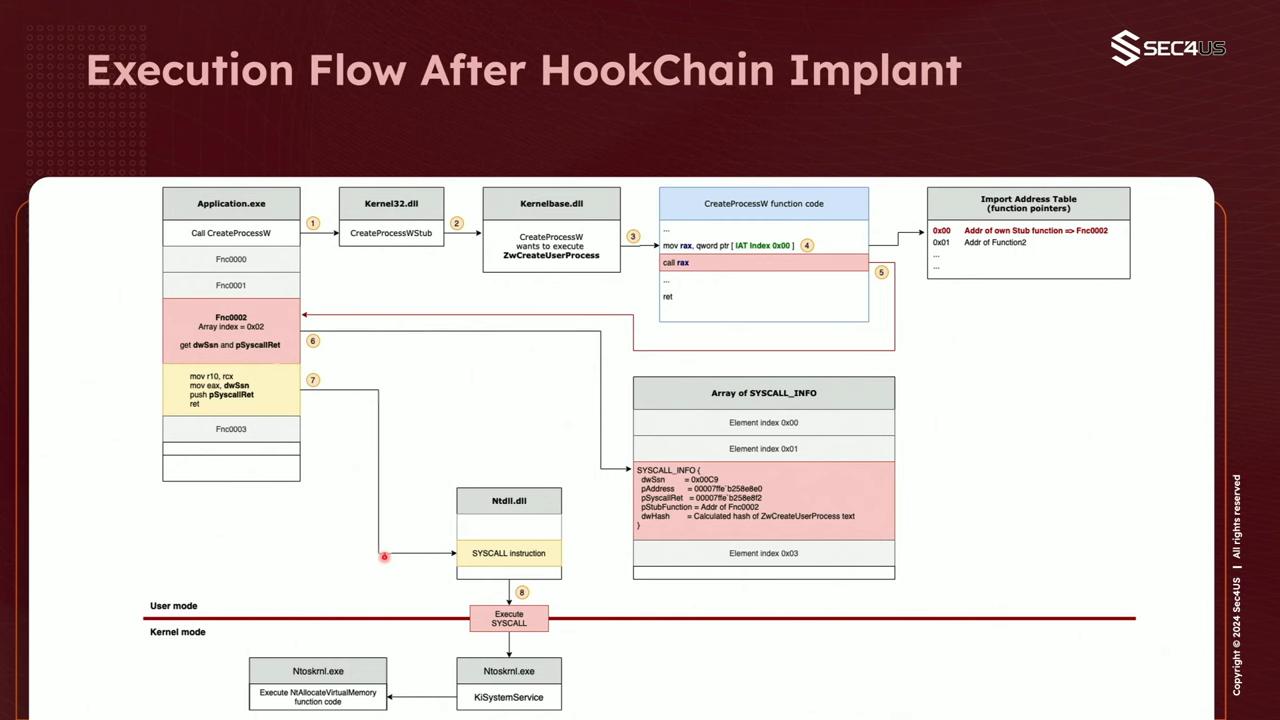 Execution Flow After HookChain Implant
SEC4US
Application.exe
Call CreateProcessW
Fnc0000
Fnc0001
Fnc0002
Array index = 0x02
get dwSsn and pSyscallRet
mov r10, rcx
mov eax, dwSsn
push pSyscallRet
ret
Fnc0003
1
Kernel32.dll
CreateProcessWStub
2
Kernelbase.dll
CreateProcessW
wants to execute
ZwCreateUserProcess
3
CreateProcessW function code
...
mov rax, qword ptr [ IAT Index 0x00 ]
4
call rax
5
...
ret
Import Address Table
(function pointers)
0x00 Addr of own Stub function => Fnc0002
0x01 Addr of Function2
...
...
6
7
Array of SYSCALL_INFO
Element index 0x00
Element index 0x01
SYSCALL_INFO {
dwSsn = 0x00C9
pAddress = 00007ffe`b258e8e0
pSyscallRet = 00007ffe`b258e8f2
pStubFunction = Addr of Fnc0002
dwHash = Calculated hash of ZwCreateUserProcess text
}
Element index 0x03
Ntdll.dll
SYSCALL instruction
8
User mode
Execute
SYSCALL
Kernel mode
Ntoskrnl.exe
Execute NtAllocateVirtualMemory
function code
Ntoskrnl.exe
KiSystemService
Copyright © 2024 Sec4US | All rights reserved